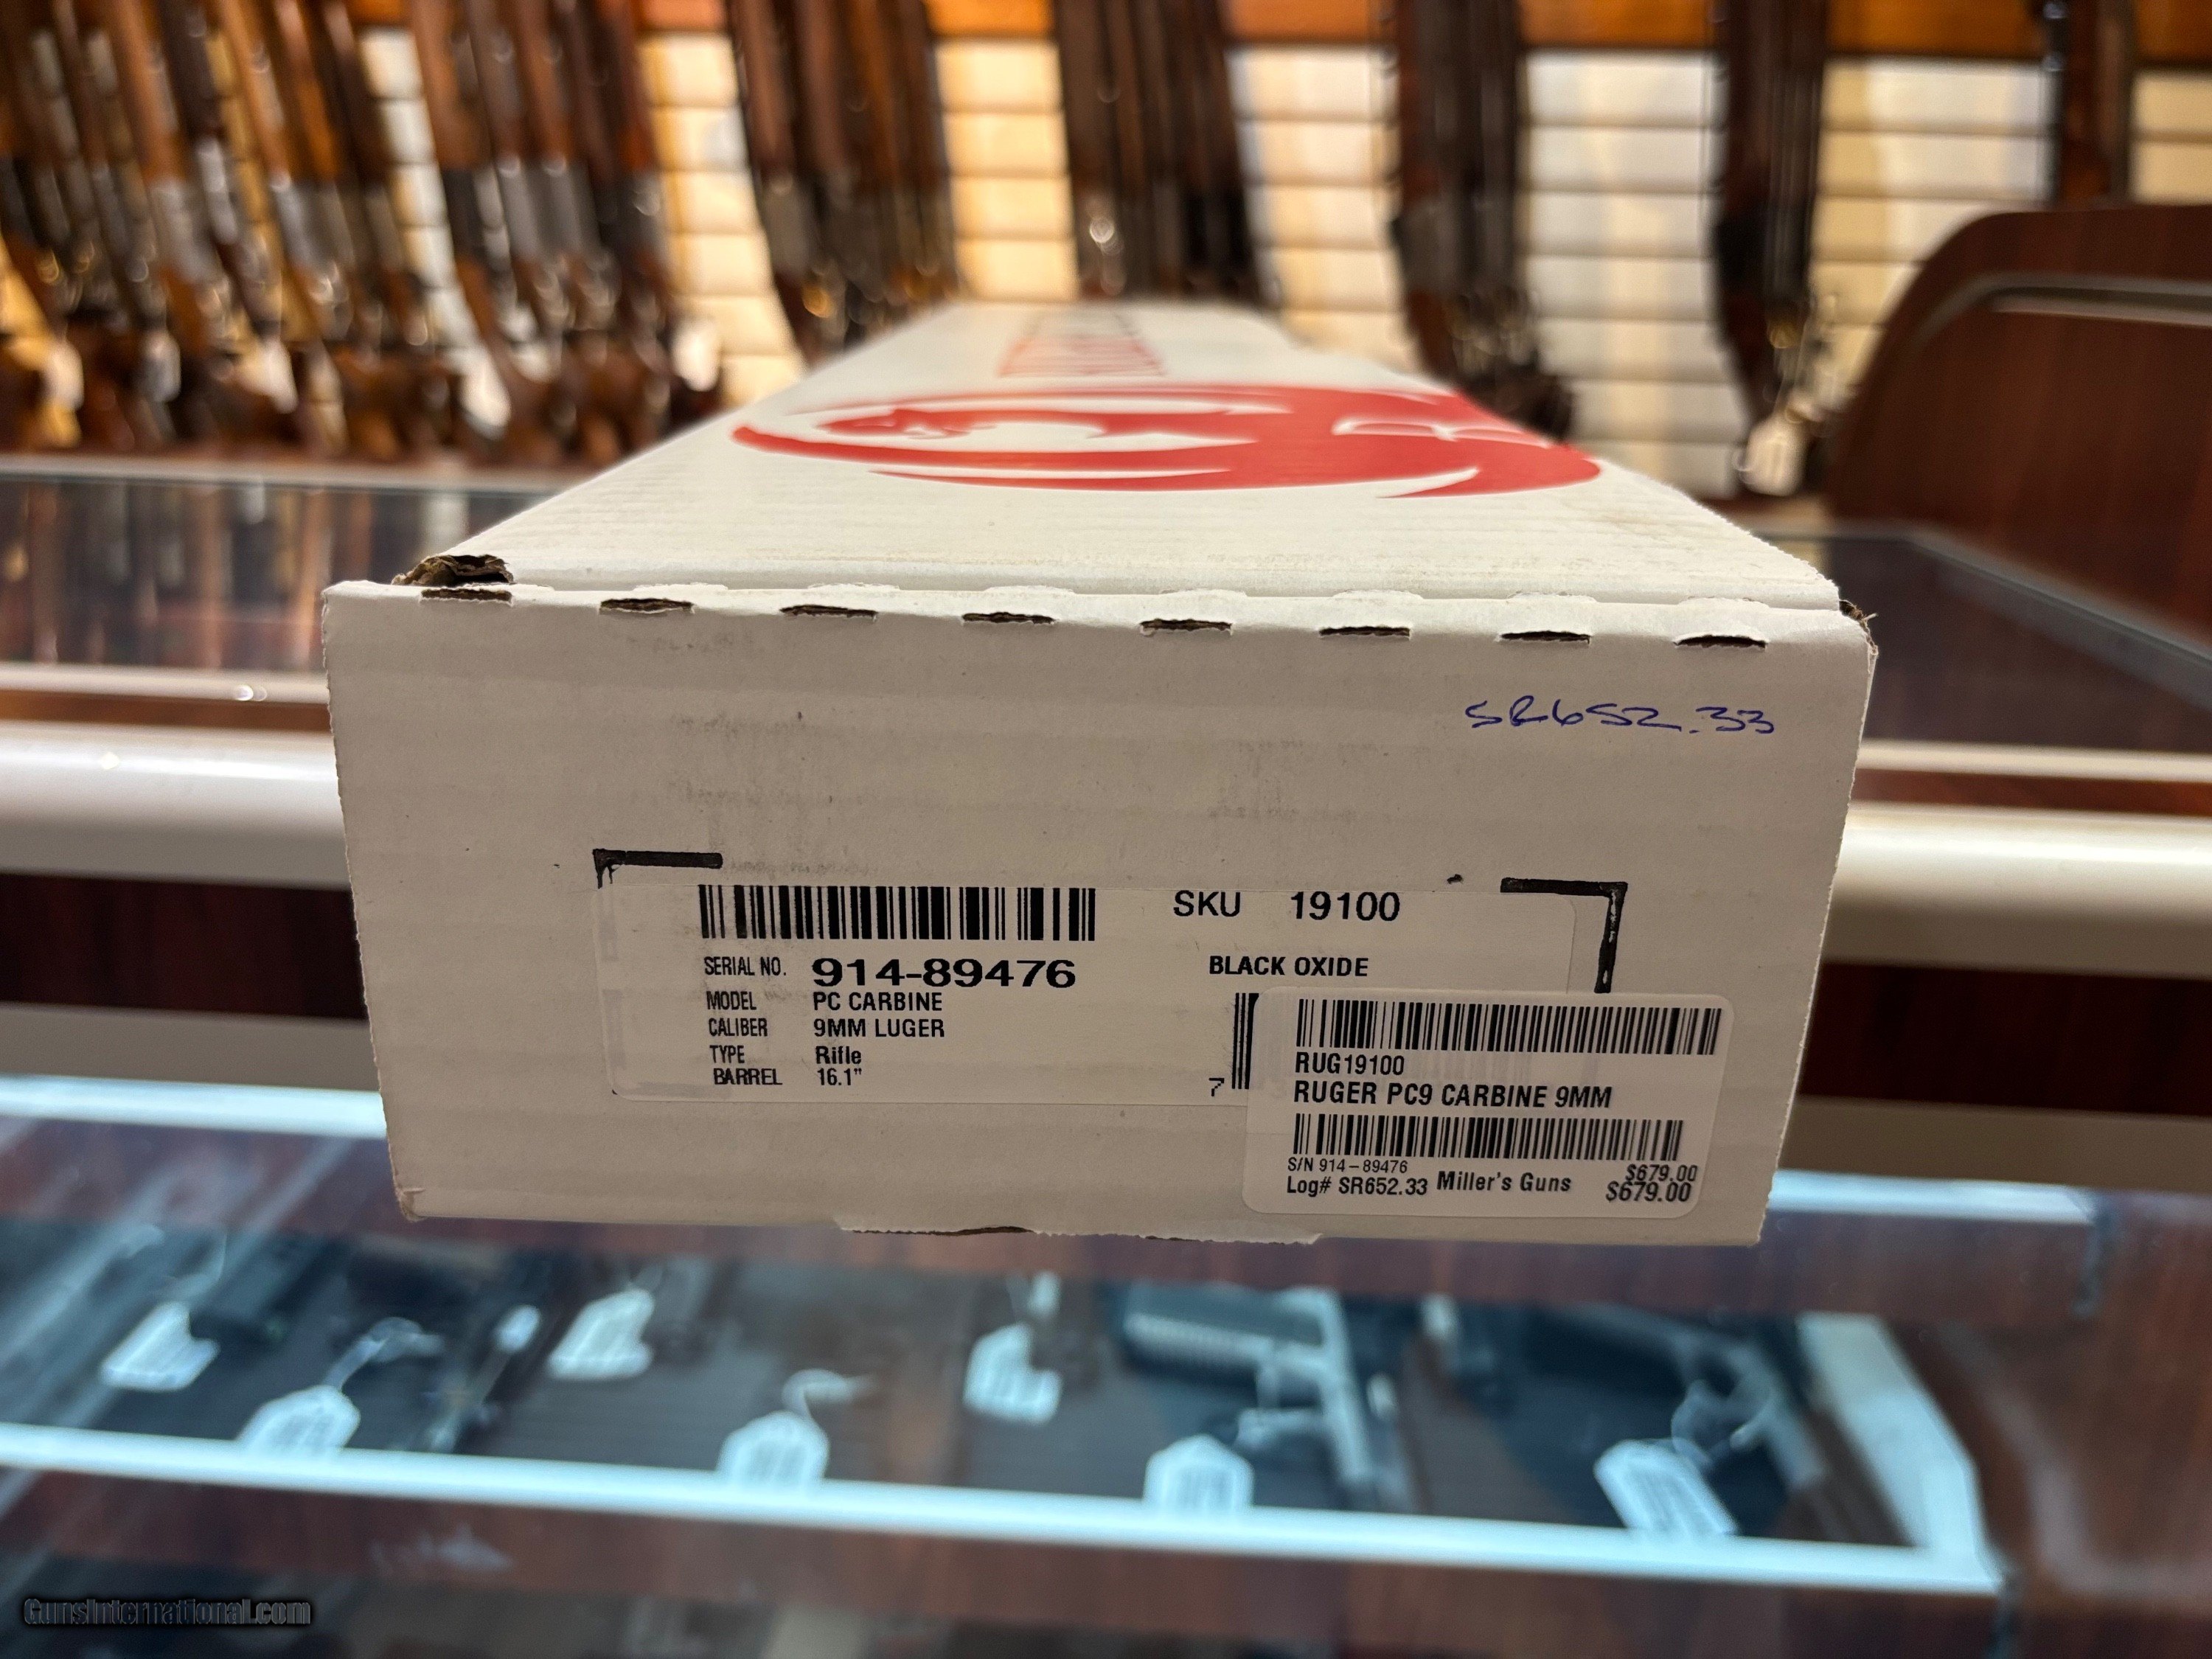 SR652.33
SKU 19100
SERIAL NO. 914-89476
BLACK OXIDE
MODEL PC CARBINE
CALIBER 9MM LUGER
TYPE Rifle
BARREL 16.1"
7
RUG19100
RUGER PC9 CARBINE 9MM
S/N 914-89476
$679.00
Log# SR652.33 Miller's Guns $679.00
GunsInternational.com